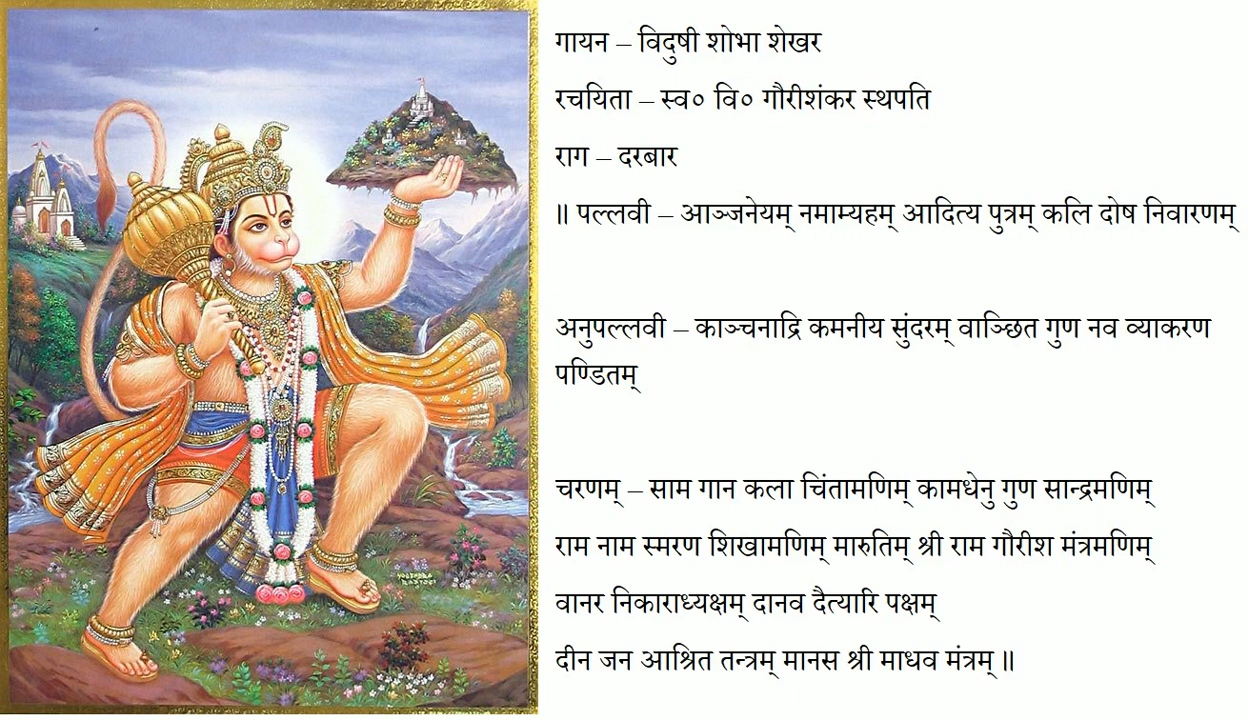 गायन – विदुषी शोभा शेखर
रचयिता – स्व० वि० गौरीशंकर स्थपति
राग – दरबार
॥ पल्लवी – आञ्जनेयम् नमाम्यहम् आदित्य पुत्रम् कलि दोष निवारणम्
अनुपल्लवी – काञ्चनाद्रि कमनीय सुंदरम् वाञ्छित गुण नव व्याकरण
पण्डितम्
चरणम् – साम गान कला चिंतामणिम् कामधेनु गुण सान्द्रमणिम्
राम नाम स्मरण शिखामणिम् मारुतिम् श्री राम गौरीश मंत्रमणिम्
वानर निकाराध्यक्षम् दानव दैत्यारि पक्षम्
दीन जन आश्रित तन्त्रम् मानस श्री माधव मंत्रम् ॥